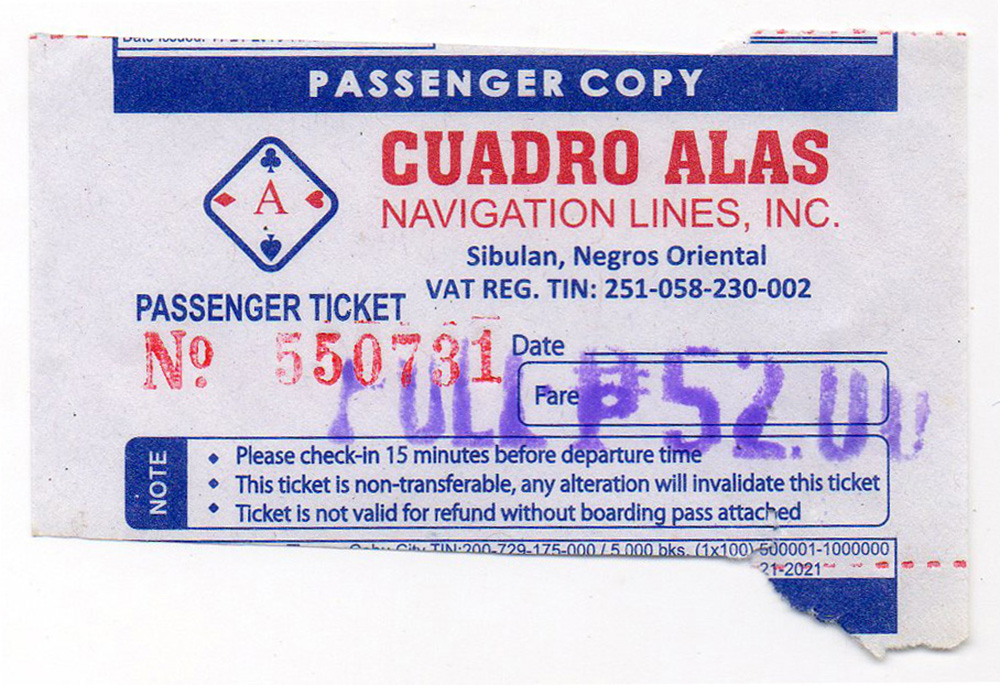 PASSENGER COPY
A
CUADRO ALAS
NAVIGATION LINES, INC.
Sibulan, Negros Oriental
VAT REG. TIN: 251-058-230-002
PASSENGER TICKET
Nº 550731
Date
FULL ₱52.00
Fare
NOTE
• Please check-in 15 minutes before departure time
• This ticket is non-transferable, any alteration will invalidate this ticket
• Ticket is not valid for refund without boarding pass attached
Cebu City TIN:200-729-175-000 / 5,000 bks. (1x100) 500001-1000000
21-2021